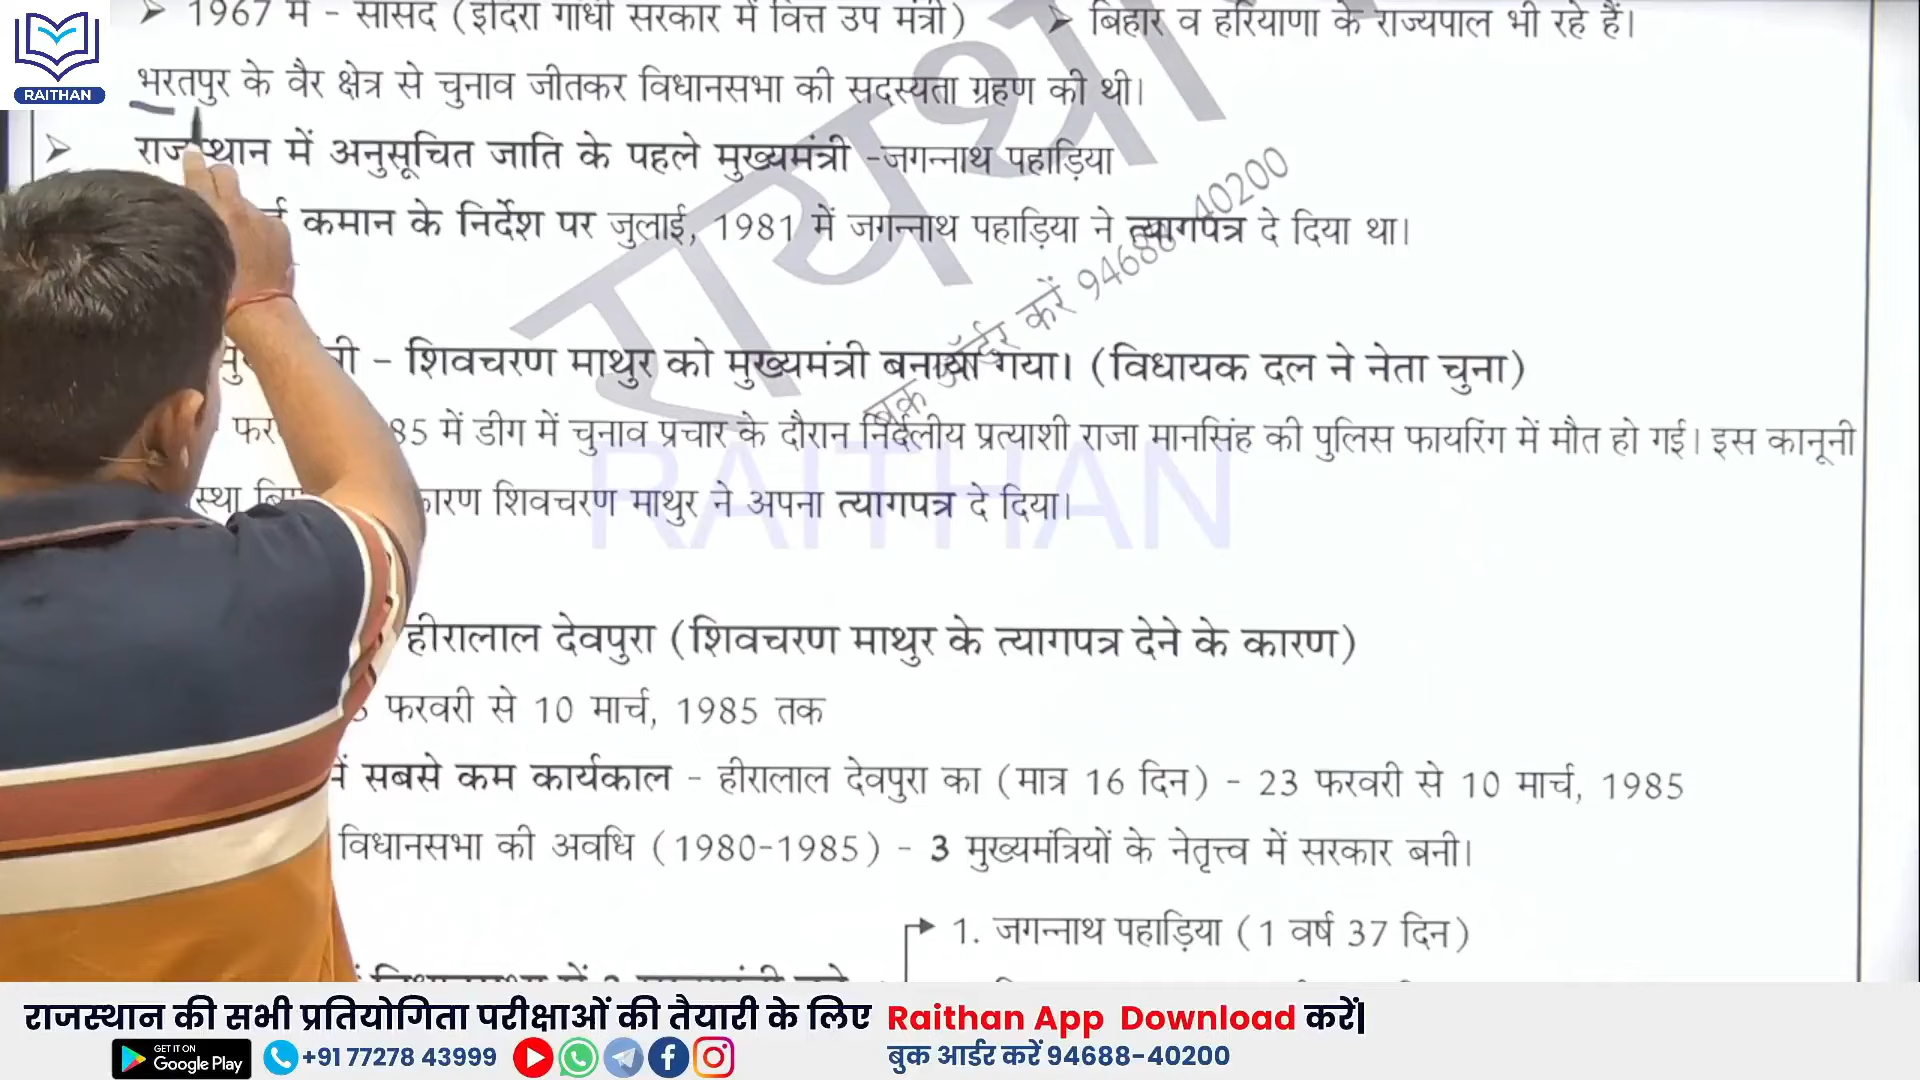 RAITHAN
1967 में - सांसद (इंदिरा गांधी सरकार में वित्त उप मंत्री) ➤ बिहार व हरियाणा के राज्यपाल भी रहे हैं।
भरतपुर के वैर क्षेत्र से चुनाव जीतकर विधानसभा की सदस्यता ग्रहण की थी।
➤ राजस्थान में अनुसूचित जाति के पहले मुख्यमंत्री -जगन्नाथ पहाड़िया
कमान के निर्देश पर जुलाई, 1981 में जगन्नाथ पहाड़िया ने त्यागपत्र दे दिया था।
- शिवचरण माथुर को मुख्यमंत्री बनाया गया। (विधायक दल ने नेता चुना)
85 में डीग में चुनाव प्रचार के दौरान निर्दलीय प्रत्याशी राजा मानसिंह की पुलिस फायरिंग में मौत हो गई। इस कानूनी
शिवचरण माथुर ने अपना त्यागपत्र दे दिया।
हीरालाल देवपुरा (शिवचरण माथुर के त्यागपत्र देने के कारण)
फरवरी से 10 मार्च, 1985 तक
में सबसे कम कार्यकाल - हीरालाल देवपुरा का (मात्र 16 दिन) - 23 फरवरी से 10 मार्च, 1985
विधानसभा की अवधि (1980-1985) - 3 मुख्यमंत्रियों के नेतृत्त्व में सरकार बनी।
1. जगन्नाथ पहाड़िया (1 वर्ष 37 दिन)
रायथा
बुक ऑर्डर करें 94688-40200
RAITHAN
राजस्थान की सभी प्रतियोगिता परीक्षाओं की तैयारी के लिए Raithan App Download करें|
GET IT ON Google Play +91 77278 43999 बुक आर्डर करें 94688-40200